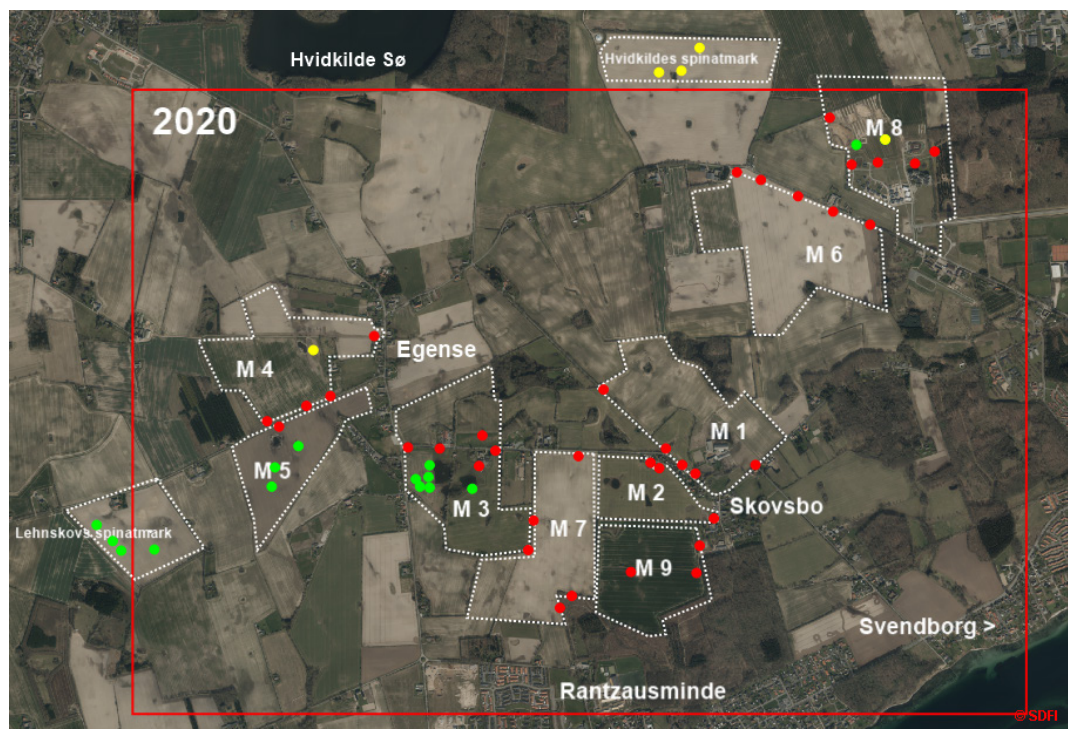 Hvidkilde Sø
Hvidkildes spinatmark
2020
M 8
M 6
Egense
M 4
M 1
M 5
M 2
M 3
Skovsbo
M 7
Lehnskovs spinatmark
M 9
Svendborg >
Rantzausminde
© SDFI